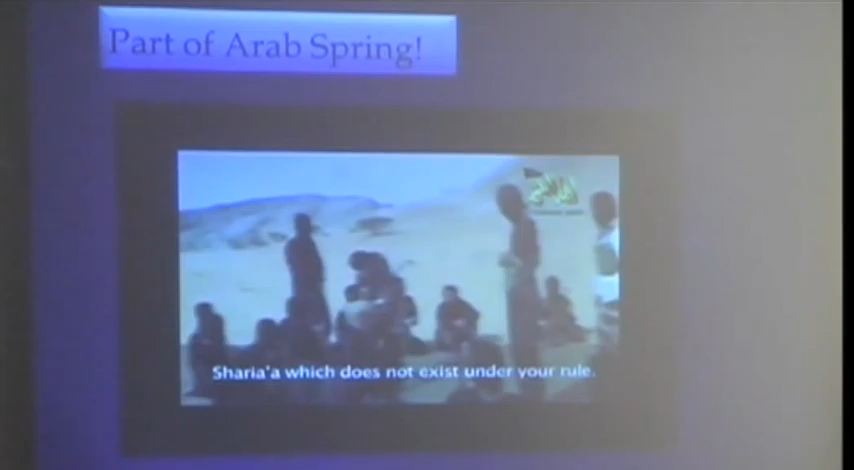 Part of Arab Spring!
Sharia'a which does not exist under your rule.